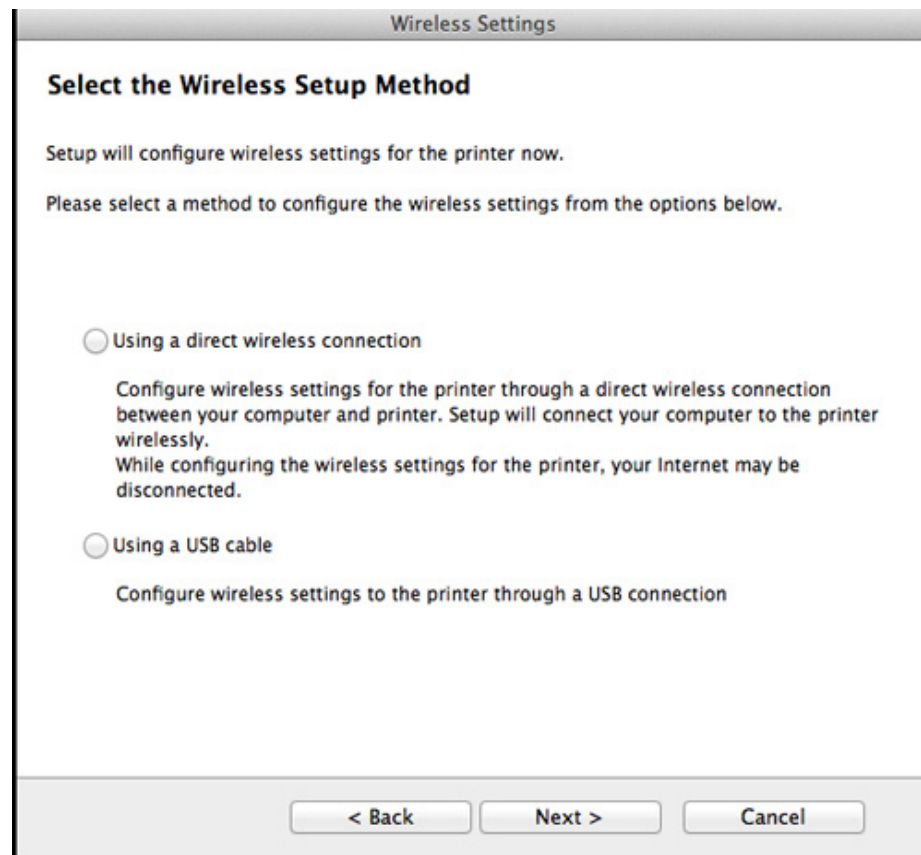 Wireless Settings
Select the Wireless Setup Method
Setup will configure wireless settings for the printer now.
Please select a method to configure the wireless settings from the options below.
Using a direct wireless connection
Configure wireless settings for the printer through a direct wireless connection
between your computer and printer. Setup will connect your computer to the printer
wirelessly.
While configuring the wireless settings for the printer, your Internet may be
disconnected.
Using a USB cable
Configure wireless settings to the printer through a USB connection
< Back Next > Cancel